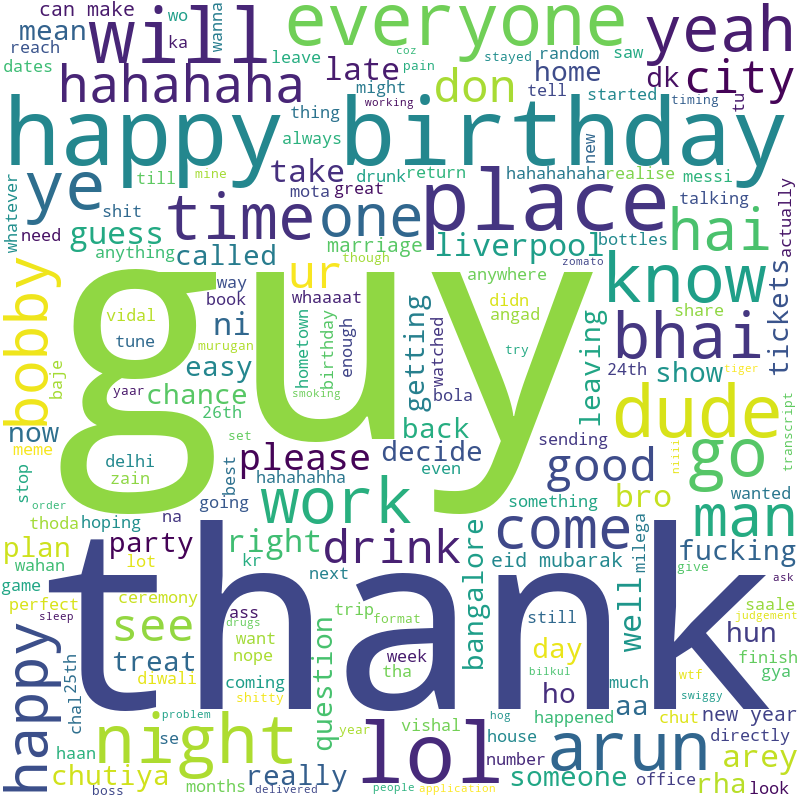 can make
wo
wanna
everyone
yeah
mean
will
coz
stayed
random
saw
reach
ka
leave
pain
dates
hahahaha
late
might
working
don
home
tell
dk
city
started
timing
tu
thing
happy birthday
always
new
whatever
ye
till
mine
take
drunk
return
hahahahaha
realise
messi
mota
great
place
talking
actually
shit
need
time
one
guess
marriage
liverpool
bottles
hai
anything
called
though
zomato
way
ur
anywhere
know
tickets
book
whaaaat
didn
angad
share
bobby
vidal
guy
ni
hometown
birthday
enough
getting
watched
leaving
bhai
tune
murugan
try
24th
show
tiger
baje
yaar
easy
smoking
bola
dude
transcript
chance
26th
set
back
now
please
decide
sending
go
meme
delhi
best
hahahahha
even
good
niiii
stop
zain
going
work
something
bro
wanted
order
thoda
hoping
na
come
man
plan
party
right
drink
bangalore
milega
fucking
wahan
lot
kr
eid mubarak
give
ask
game
next
well
saale
perfect
ceremony
ass
trip
format
still
judgement
sleep
thank
see
drugs
want
hun
happy
25th
treat
question
week
day
finish
chal
diwali
nope
tha
bilkul
wtf
gya
coming
shitty
ho
much
swiggy
problem
aa
chut
new year
night
year
vishal
hog
happened
directly
haan
se
lol
house
arun
arey
chutiya
really
number
someone
office
rha
look
months
boss
delivered
people
application